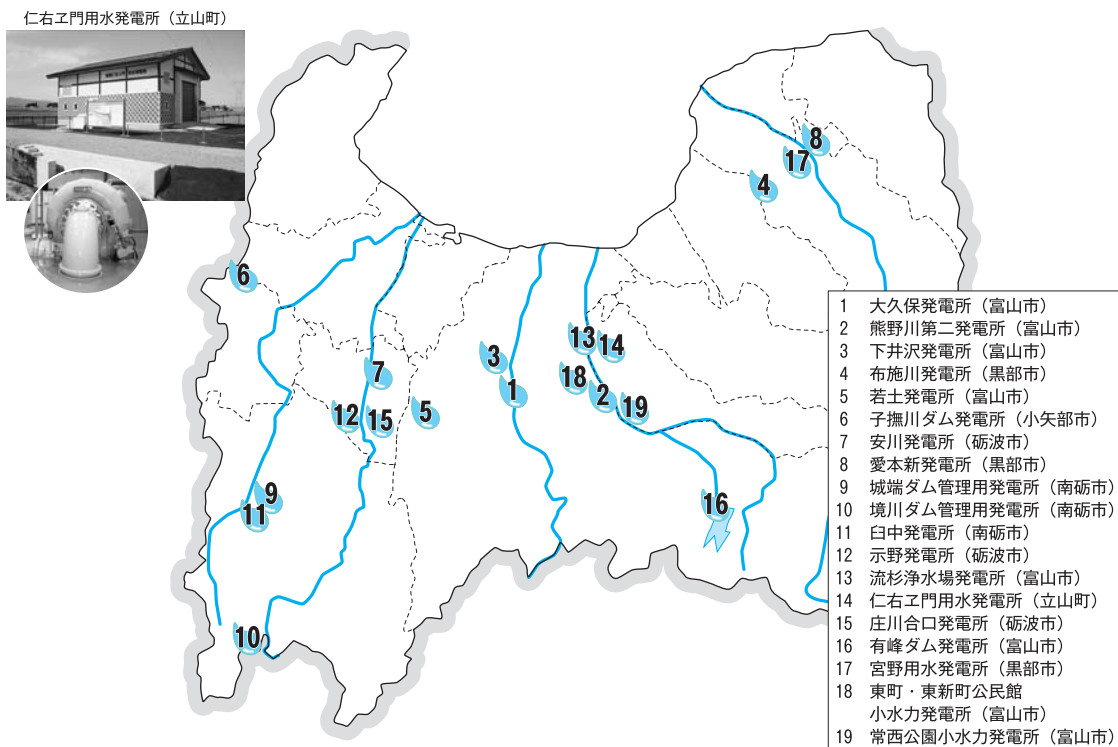 仁右ヱ門用水発電所（立山町）
8
17
4
6
13
14
3
7
18
1
2
12
5
19
15
9
16
11
10
1 大久保発電所（富山市）
2 熊野川第二発電所（富山市）
3 下井沢発電所（富山市）
4 布施川発電所（黒部市）
5 若土発電所（富山市）
6 子撫川ダム発電所（小矢部市）
7 安川発電所（砺波市）
8 愛本新発電所（黒部市）
9 城端ダム管理用発電所（南砺市）
10 境川ダム管理用発電所（南砺市）
11 臼中発電所（南砺市）
12 示野発電所（砺波市）
13 流杉浄水場発電所（富山市）
14 仁右ヱ門用水発電所（立山町）
15 庄川合口発電所（砺波市）
16 有峰ダム発電所（富山市）
17 宮野用水発電所（黒部市）
18 東町・東新町公民館
小水力発電所（富山市）
19 常西公園小水力発電所（富山市）